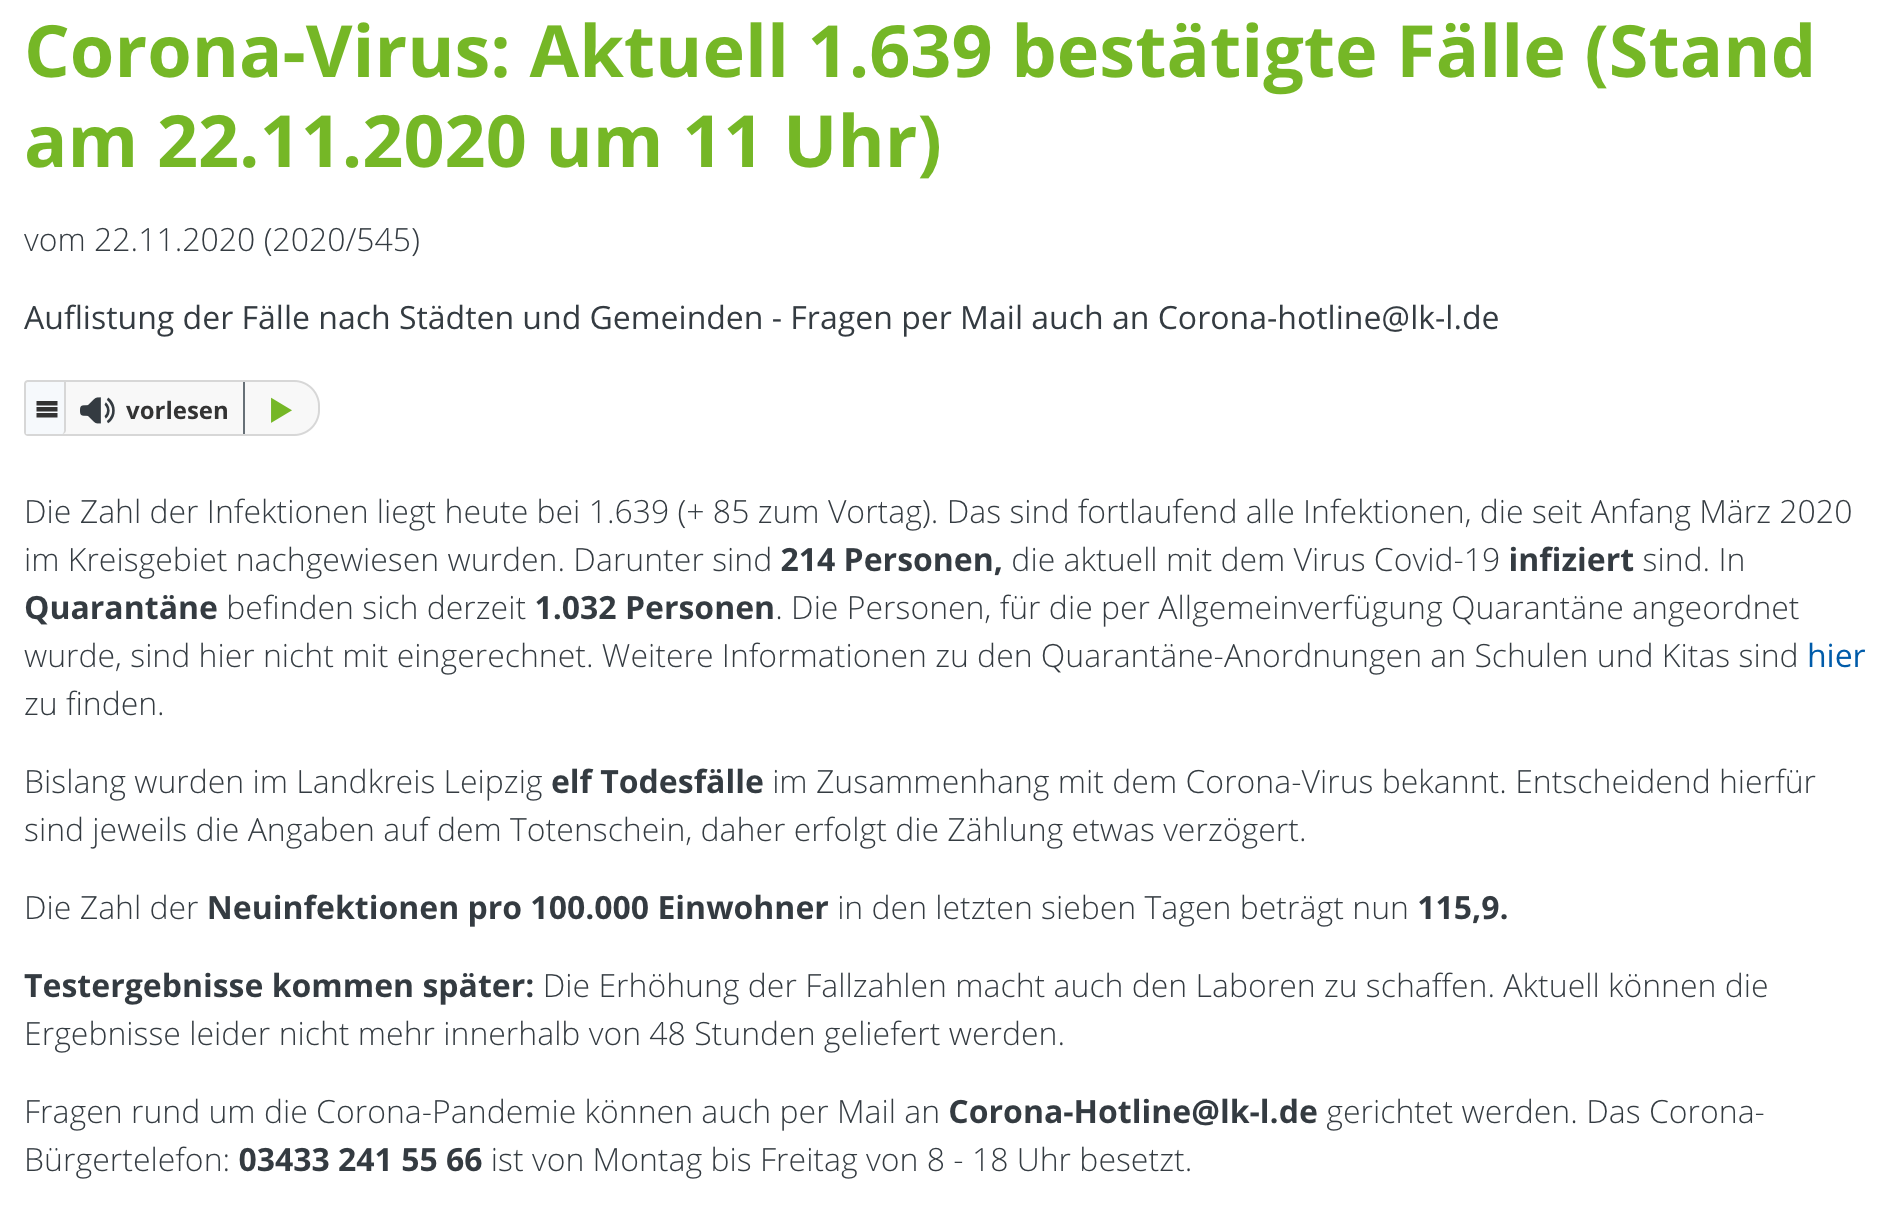 Corona-Virus: Aktuell 1.639 bestätigte Fälle (Stand
am 22.11.2020 um 11 Uhr)
vom 22.11.2020 (2020/545)
Auflistung der Fälle nach Städten und Gemeinden - Fragen per Mail auch an Corona-hotline@lk-l.de
vorlesen
Die Zahl der Infektionen liegt heute bei 1.639 (+ 85 zum Vortag). Das sind fortlaufend alle Infektionen, die seit Anfang März 2020
im Kreisgebiet nachgewiesen wurden. Darunter sind 214 Personen, die aktuell mit dem Virus Covid-19 infiziert sind. In
Quarantäne befinden sich derzeit 1.032 Personen. Die Personen, für die per Allgemeinverfügung Quarantäne angeordnet
wurde, sind hier nicht mit eingerechnet. Weitere Informationen zu den Quarantäne-Anordnungen an Schulen und Kitas sind hier
zu finden.
Bislang wurden im Landkreis Leipzig elf Todesfälle im Zusammenhang mit dem Corona-Virus bekannt. Entscheidend hierfür
sind jeweils die Angaben auf dem Totenschein, daher erfolgt die Zählung etwas verzögert.
Die Zahl der Neuinfektionen pro 100.000 Einwohner in den letzten sieben Tagen beträgt nun 115,9.
Testergebnisse kommen später: Die Erhöhung der Fallzahlen macht auch den Laboren zu schaffen. Aktuell können die
Ergebnisse leider nicht mehr innerhalb von 48 Stunden geliefert werden.
Fragen rund um die Corona-Pandemie können auch per Mail an Corona-Hotline@lk-l.de gerichtet werden. Das Corona-
Bürgertelefon: 03433 241 55 66 ist von Montag bis Freitag von 8 - 18 Uhr besetzt.